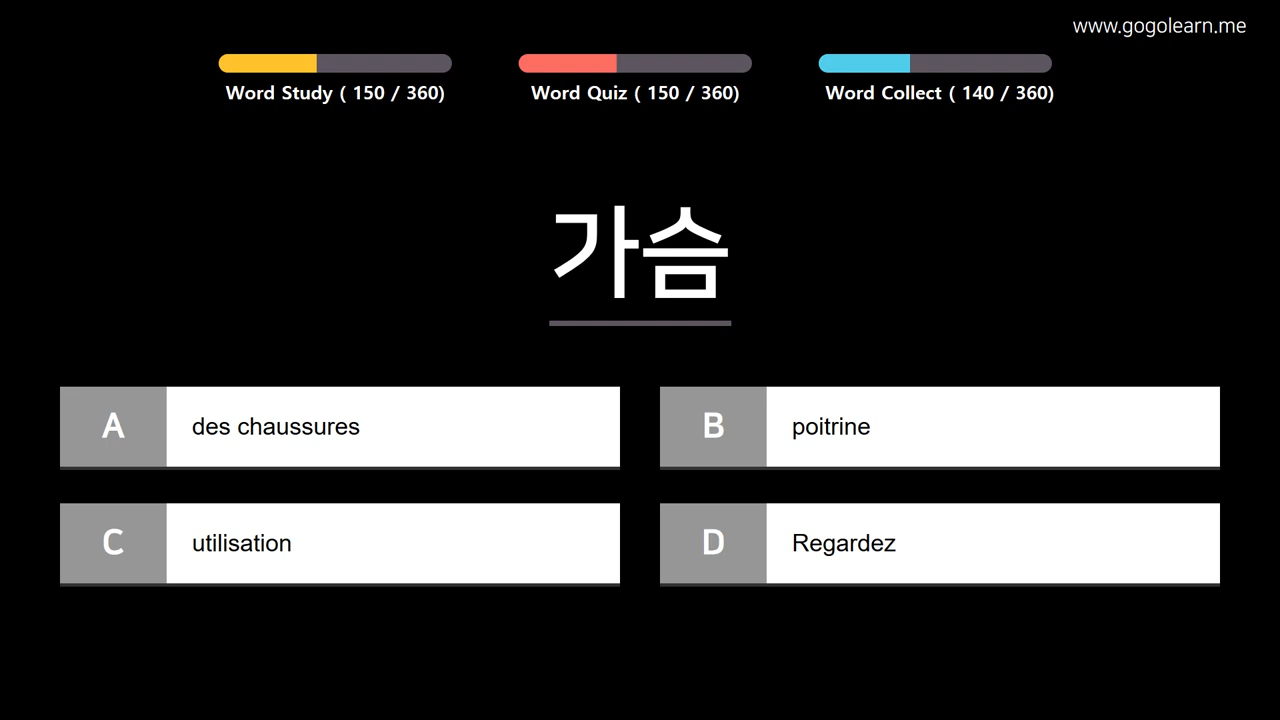 www.gogolearn.me
Word Study ( 150 / 360)
Word Quiz ( 150 / 360)
Word Collect ( 140 / 360)
가슴
A
des chaussures
B
poitrine
C
utilisation
D
Regardez